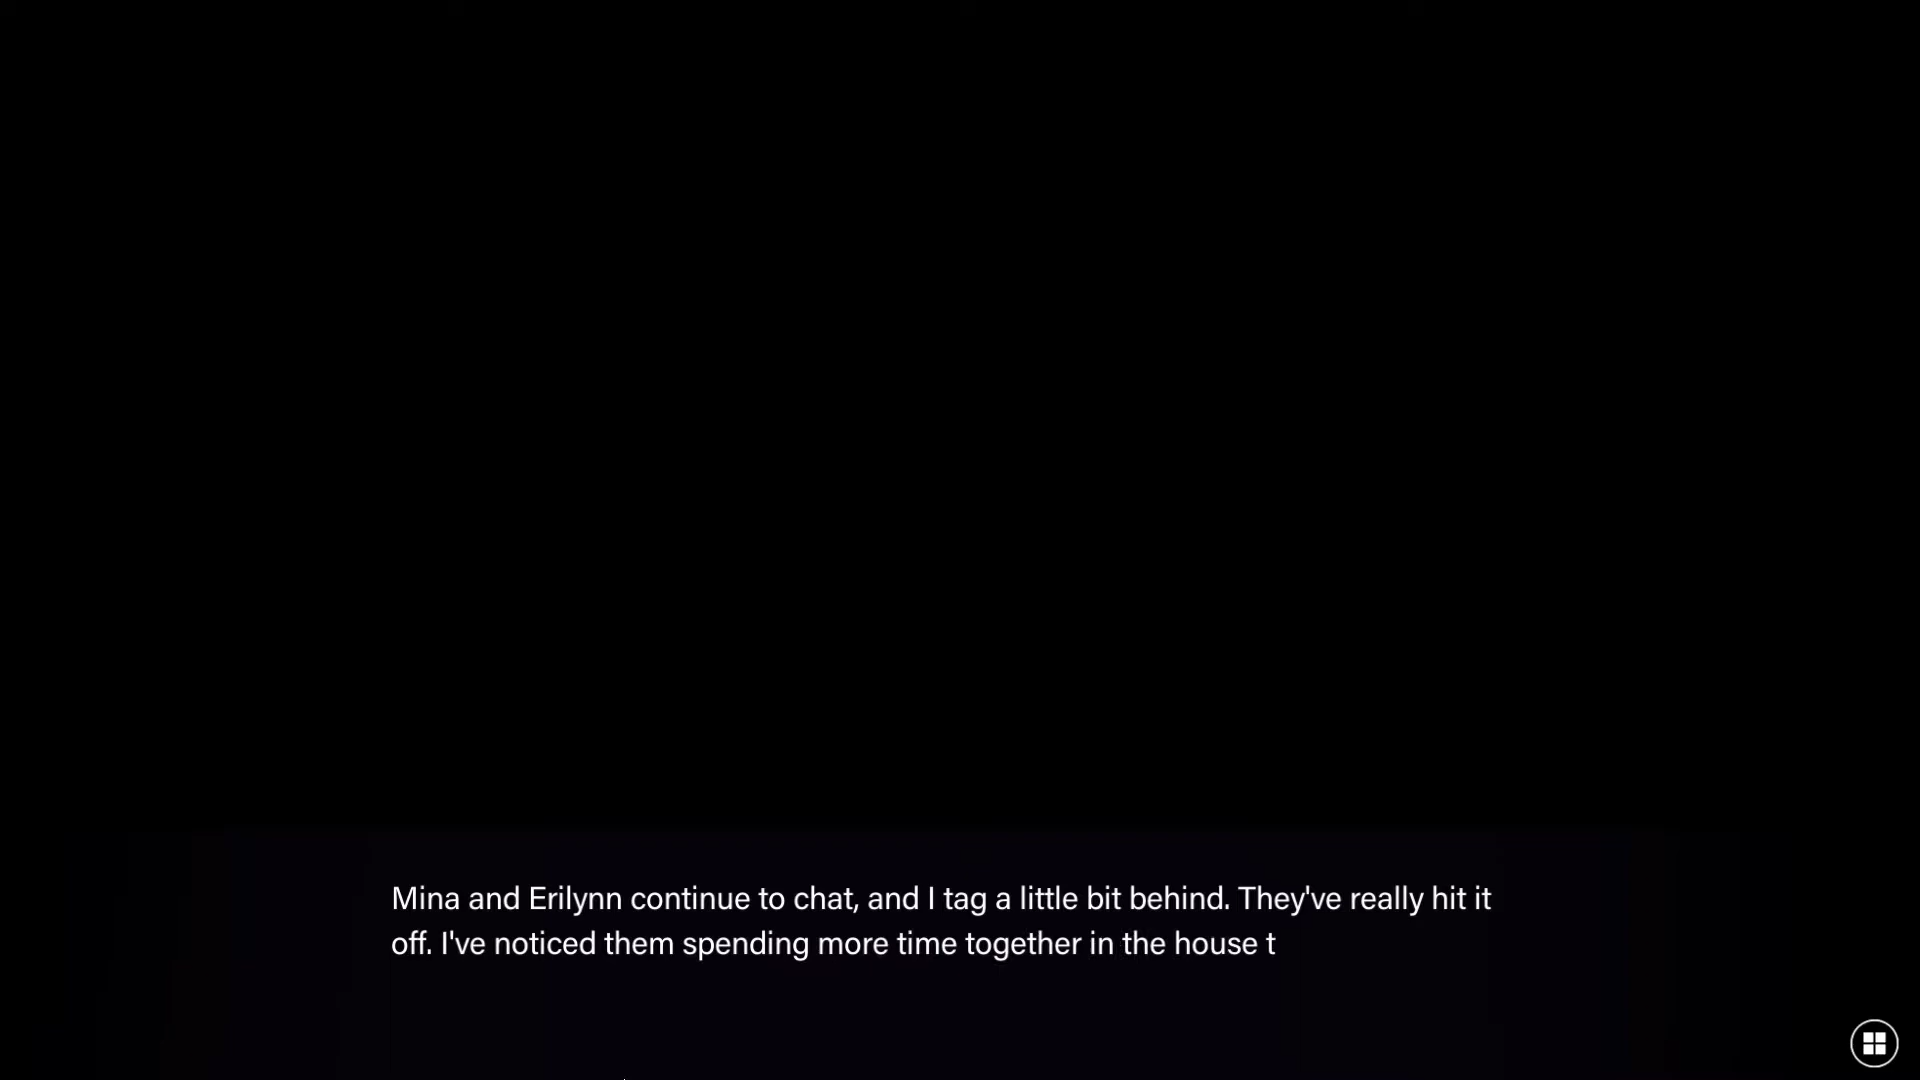 Mina and Erilynn continue to chat, and I tag a little bit behind. They've really hit it
off. I've noticed them spending more time together in the house t